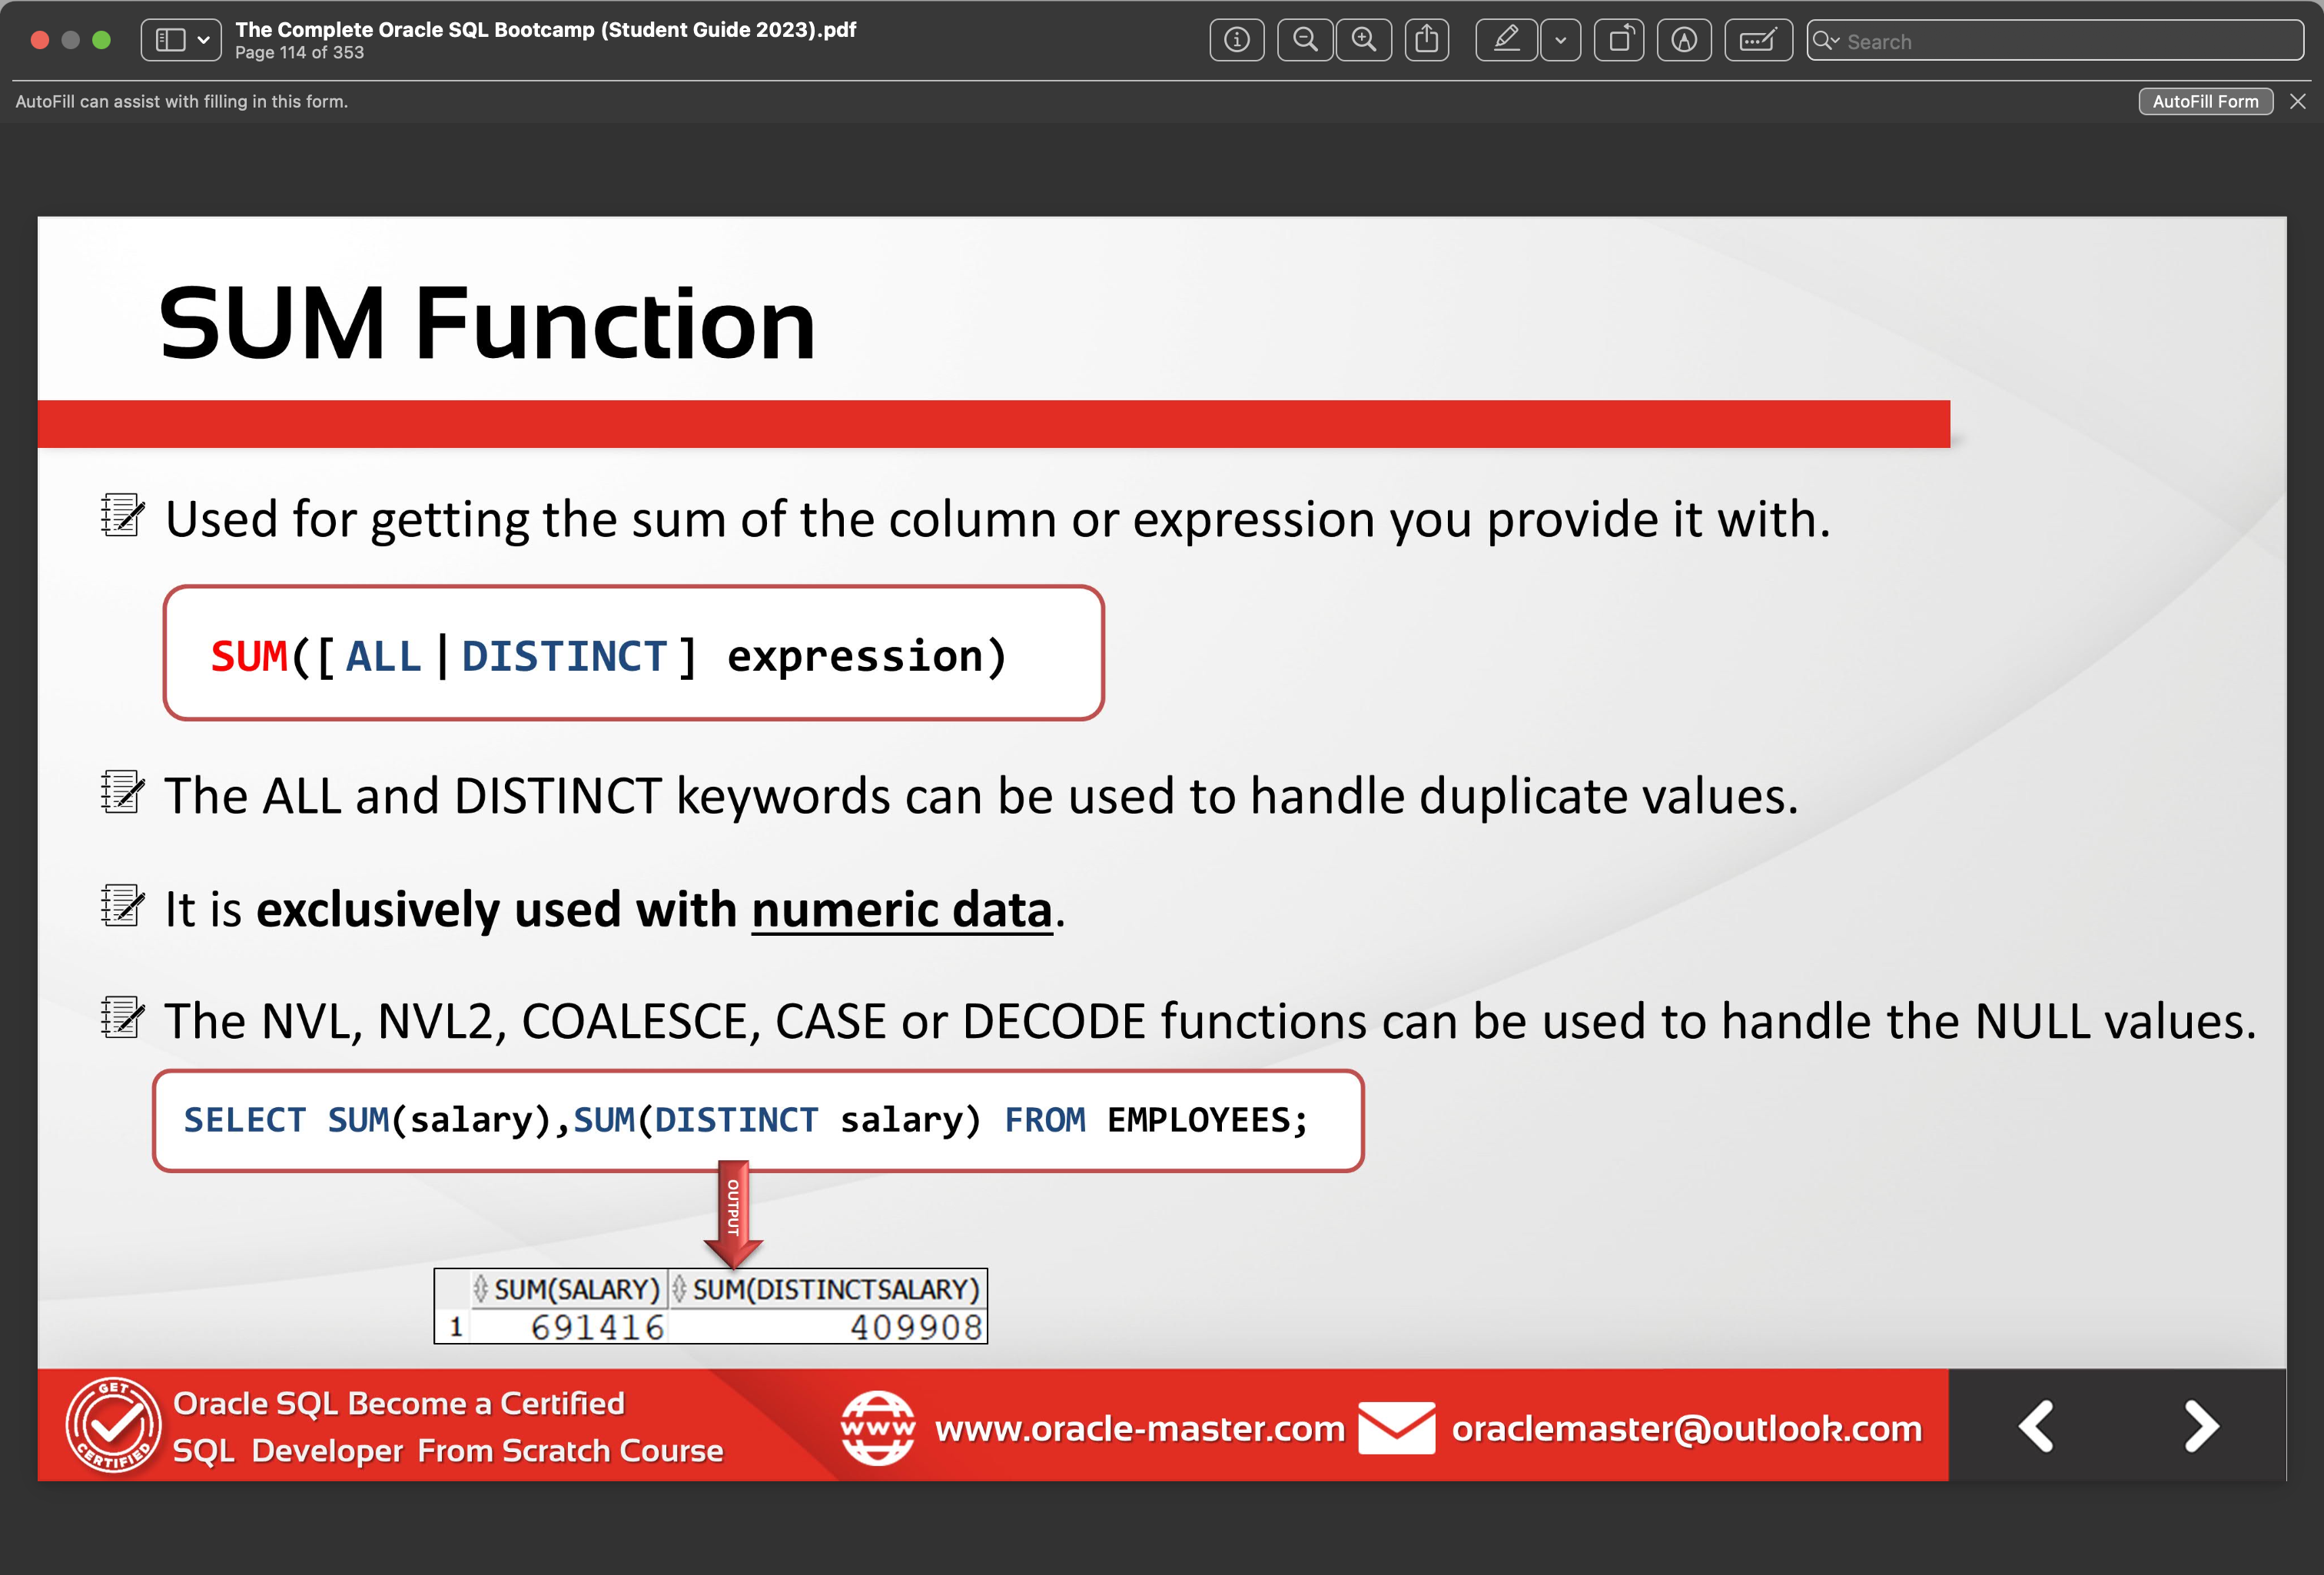 The Complete Oracle SQL Bootcamp (Student Guide 2023).pdf
Page 114 of 353
Search
AutoFill can assist with filling in this form.
AutoFill Form
SUM Function
Used for getting the sum of the column or expression you provide it with.
SUM([ALL|DISTINCT] expression)
The ALL and DISTINCT keywords can be used to handle duplicate values.
It is exclusively used with numeric data.
The NVL, NVL2, COALESCE, CASE or DECODE functions can be used to handle the NULL values.
SELECT SUM(salary),SUM(DISTINCT salary) FROM EMPLOYEES;
OUTPUT
SUM(SALARY) SUM(DISTINCTSALARY)
1 691416 409908
GET CERTIFIED
Oracle SQL Become a Certified
SQL Developer From Scratch Course
www
www.oracle-master.com
oraclemaster@outlook.com